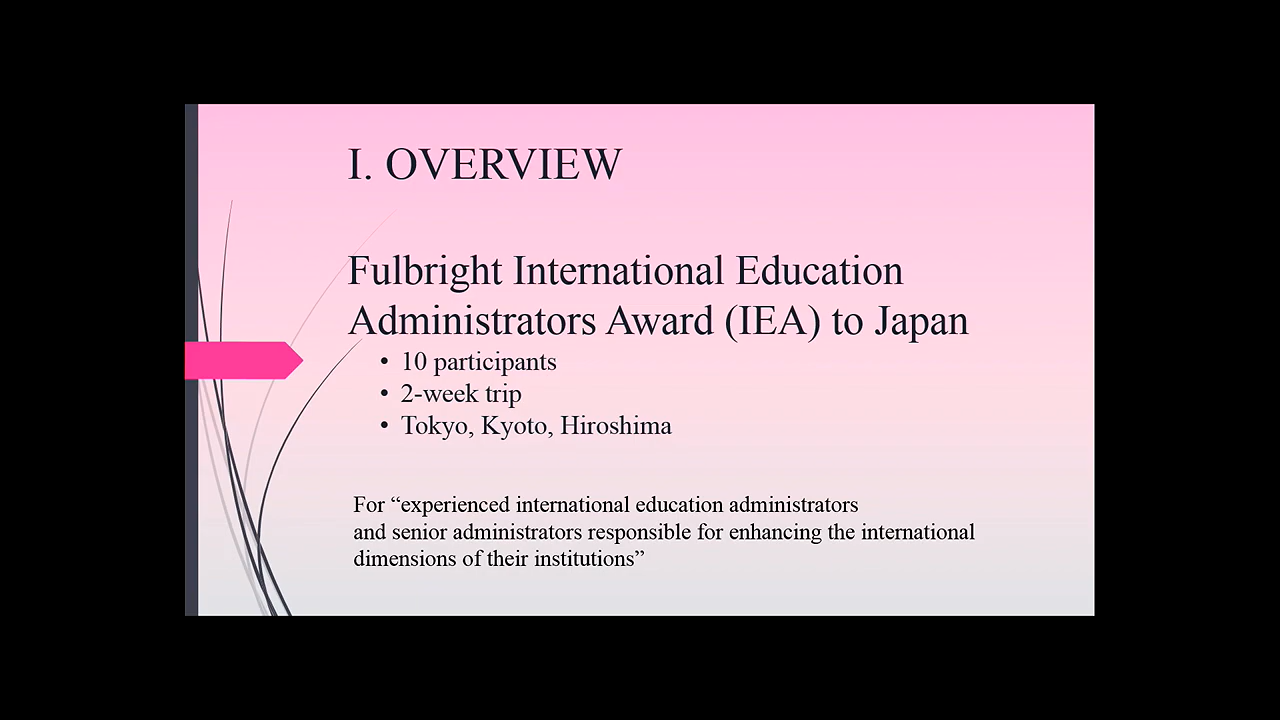 I. OVERVIEW
Fulbright International Education
Administrators Award (IEA) to Japan
• 10 participants
• 2-week trip
• Tokyo, Kyoto, Hiroshima
For “experienced international education administrators
and senior administrators responsible for enhancing the international
dimensions of their institutions”